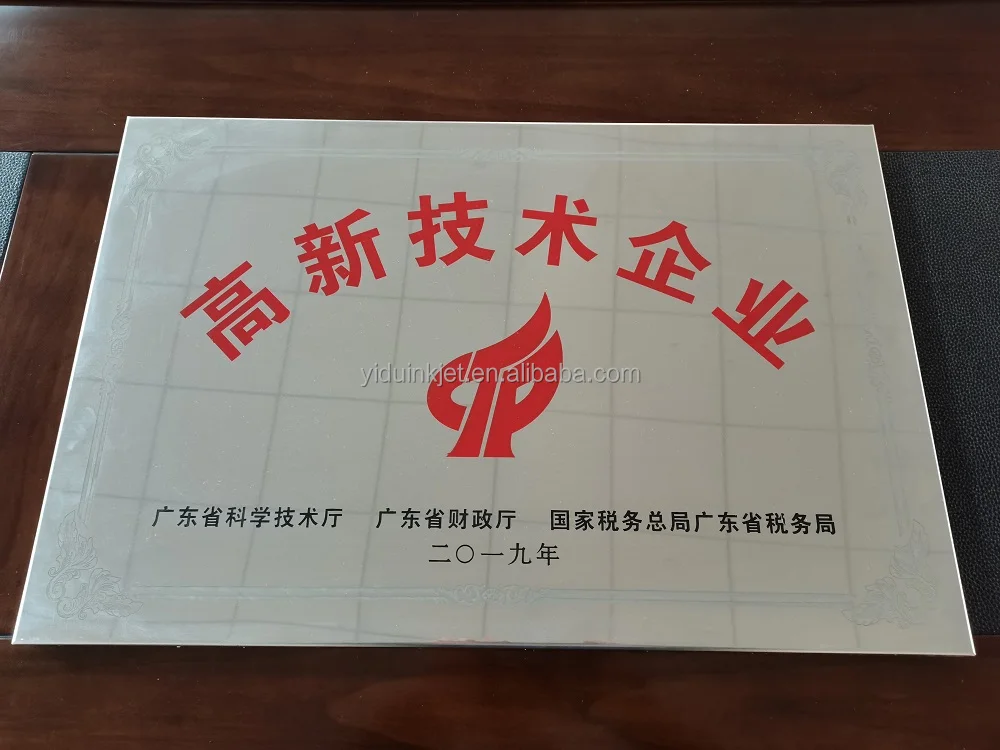 高新技术企业
yiduinkjet.en.alibaba.com
广东省科学技术厅 广东省财政厅 国家税务总局广东省税务局
二〇一九年